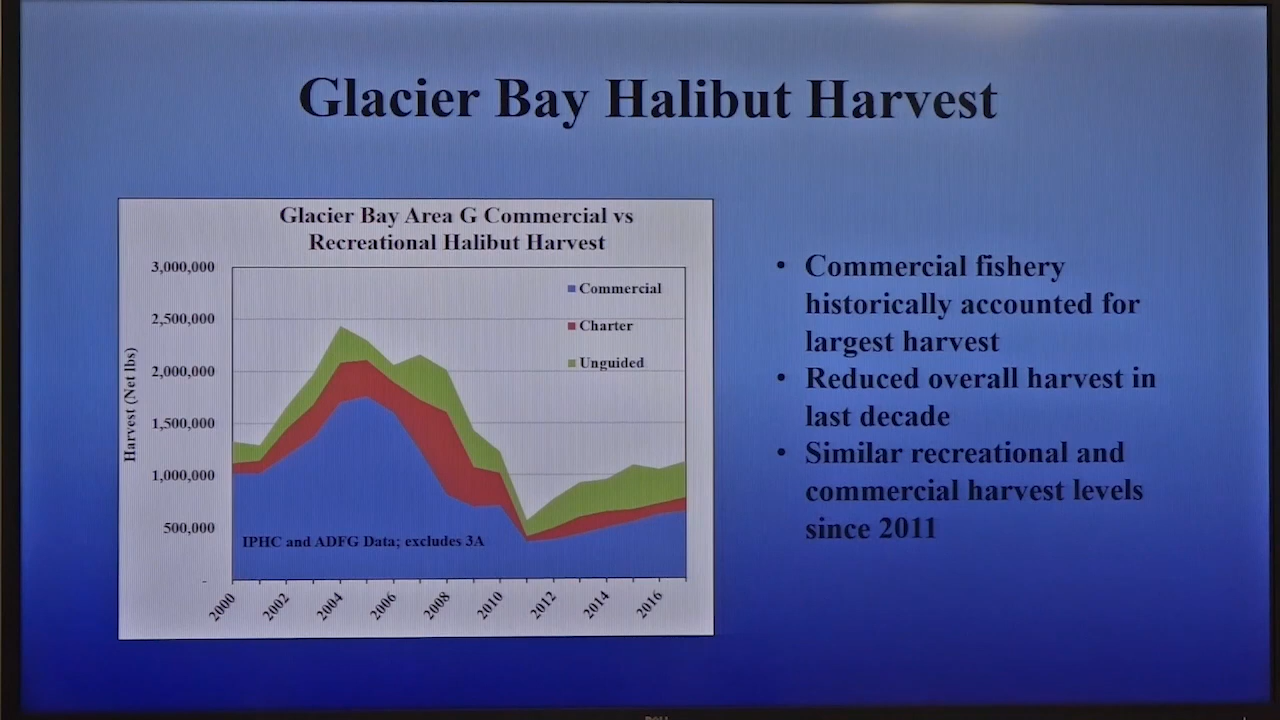 Glacier Bay Halibut Harvest
Glacier Bay Area G Commercial vs
Recreational Halibut Harvest
3,000,000
2,500,000
2,000,000
1,500,000
1,000,000
500,000
-
Harvest (Net lbs)
Commercial
Charter
Unguided
IPHC and ADFG Data; excludes 3A
2000
2002
2004
2006
2008
2010
2012
2014
2016
• Commercial fishery
historically accounted for
largest harvest
• Reduced overall harvest in
last decade
• Similar recreational and
commercial harvest levels
since 2011